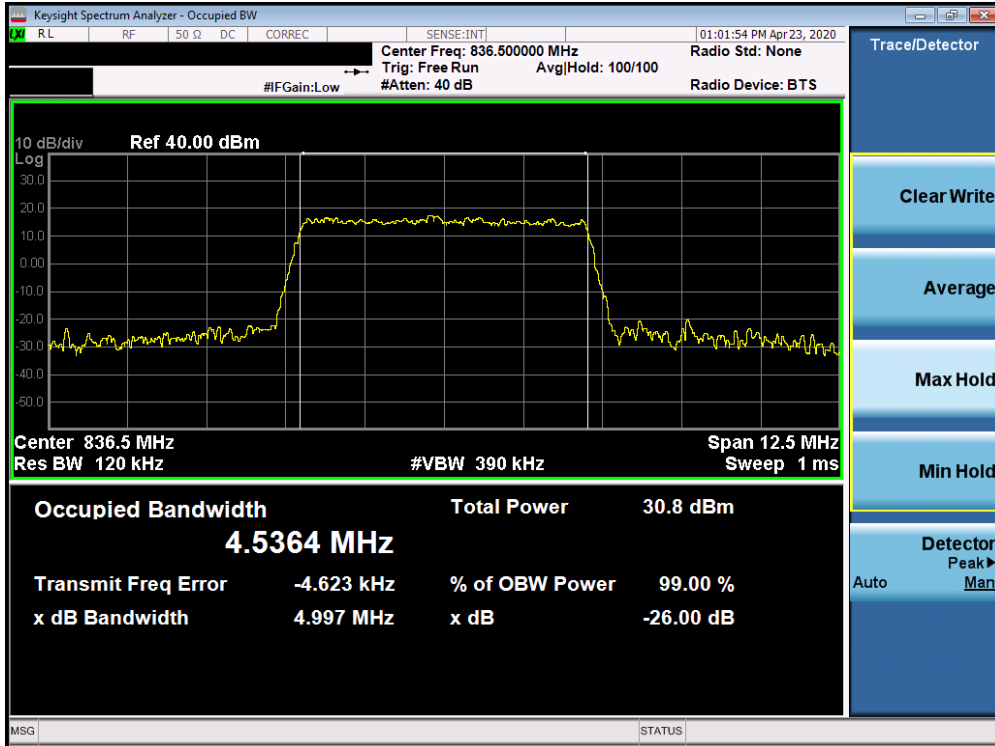 Keysight Spectrum Analyzer - Occupied BW
LXI RL RF 50 Ω DC CORREC SENSE:INT 01:01:54 PM Apr 23, 2020
Center Freq: 836.500000 MHz Radio Std: None
Trig: Free Run Avg|Hold: 100/100
#IFGain:Low #Atten: 40 dB Radio Device: BTS
Trace/Detector
10 dB/div Ref 40.00 dBm
Log
30.0
20.0
10.0
0.00
-10.0
-20.0
-30.0
-40.0
-50.0
Center 836.5 MHz Span 12.5 MHz
Res BW 120 kHz #VBW 390 kHz Sweep 1 ms
Occupied Bandwidth Total Power 30.8 dBm
4.5364 MHz
Transmit Freq Error -4.623 kHz % of OBW Power 99.00 %
x dB Bandwidth 4.997 MHz x dB -26.00 dB
Clear Write
Average
Max Hold
Min Hold
Detector
Peak▶
Auto Man
MSG STATUS